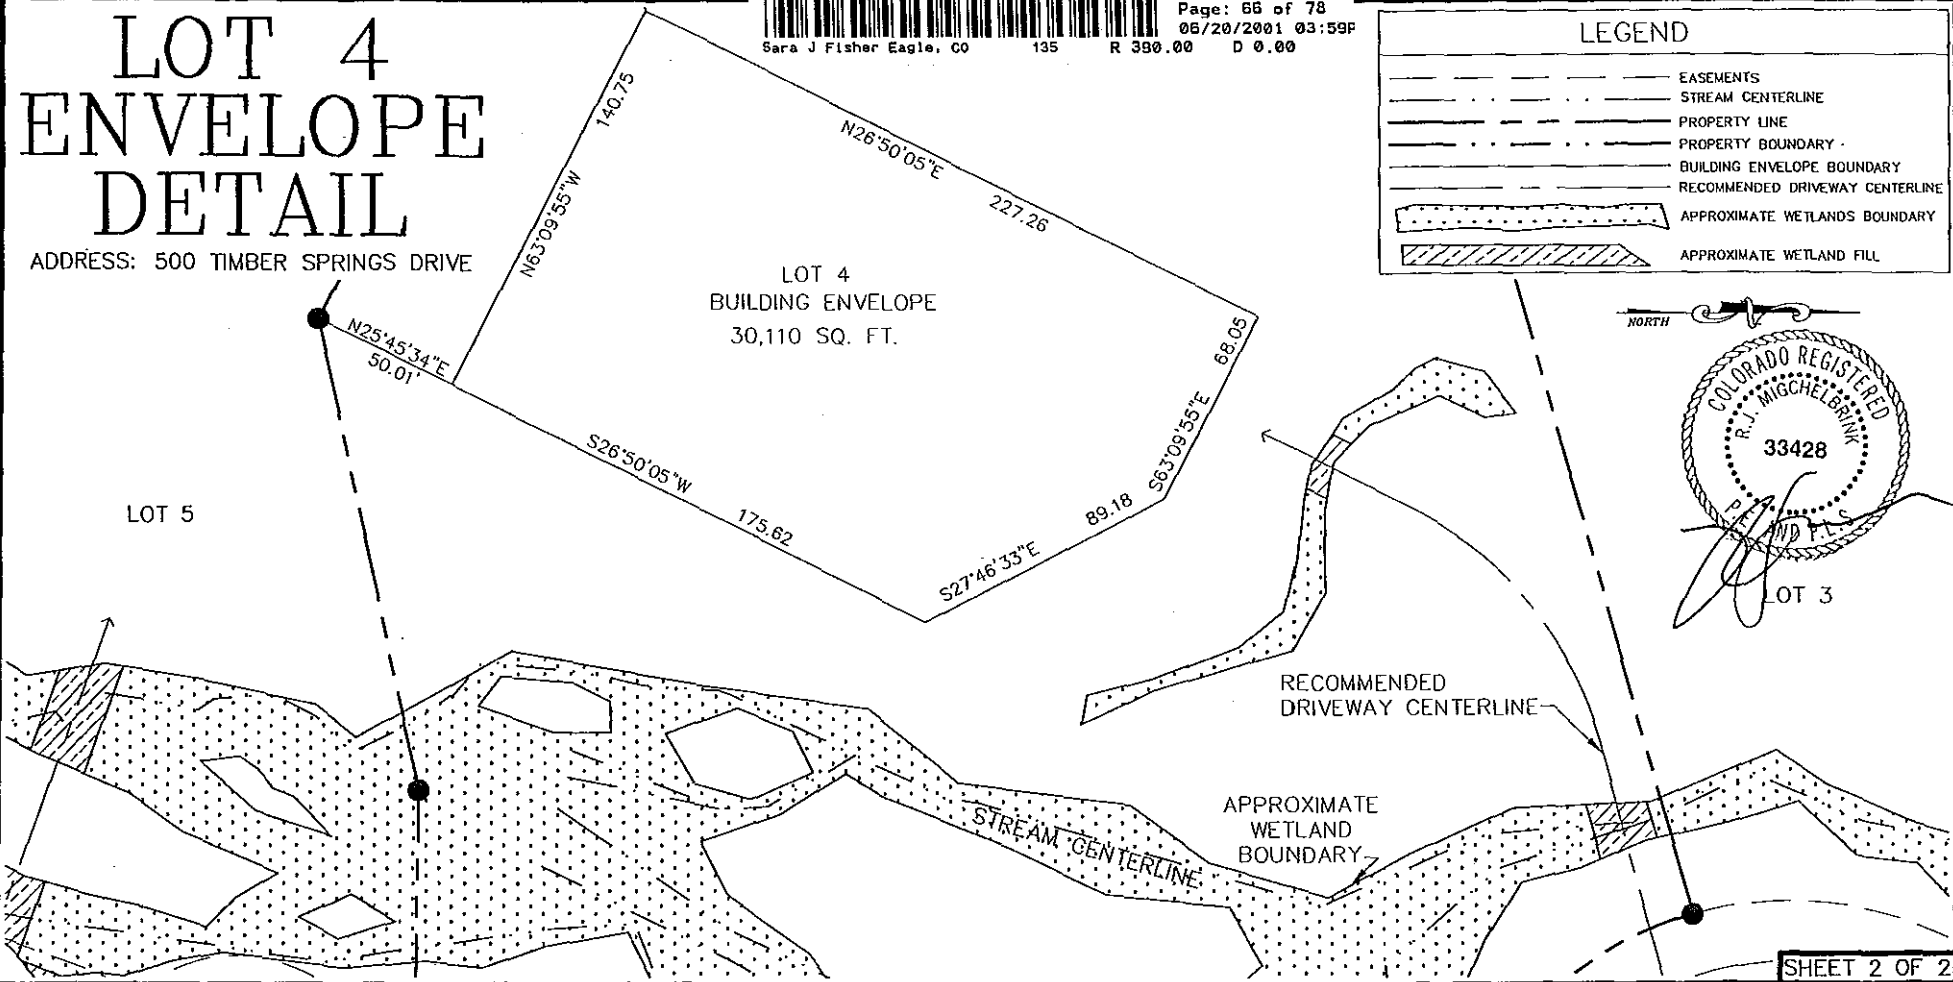 LOT 4
ENVELOPE
DETAIL
ADDRESS: 500 TIMBER SPRINGS DRIVE
Page: 66 of 78
06/20/2001 03:59P
Sara J Fisher Eagle, CO 135 R 390.00 D 0.00
LEGEND
EASEMENTS
STREAM CENTERLINE
PROPERTY LINE
PROPERTY BOUNDARY
BUILDING ENVELOPE BOUNDARY
RECOMMENDED DRIVEWAY CENTERLINE
APPROXIMATE WETLANDS BOUNDARY
APPROXIMATE WETLAND FILL
140.75
N63°09'55"W
N26°50'05"E
227.26
LOT 4
BUILDING ENVELOPE
30,110 SQ. FT.
N25°45'34"E
50.01'
68.05
S63°09'55"E
S26°50'05"W
175.62
89.18
S27°46'33"E
NORTH
COLORADO REGISTERED
R.J. MIGCHELBRINK
33428
P.E. AND P.L.S.
LOT 5
LOT 3
RECOMMENDED
DRIVEWAY CENTERLINE
APPROXIMATE
WETLAND
BOUNDARY
STREAM CENTERLINE
SHEET 2 OF 2